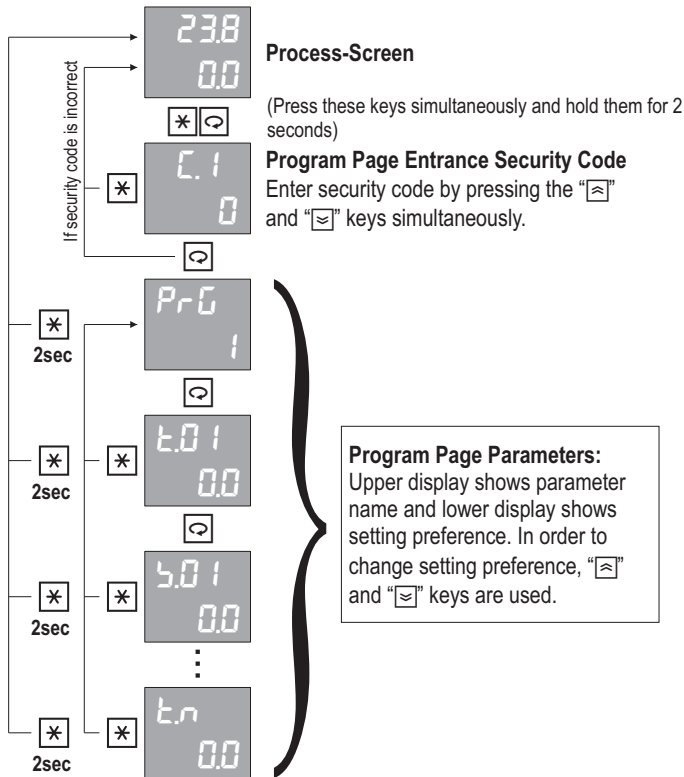 23.8
0.0
Process-Screen
If security code is incorrect
(Press these keys simultaneously and hold them for 2
seconds)
C.1
0
Program Page Entrance Security Code
Enter security code by pressing the “︽”
and “︾” keys simultaneously.
PrG
1
2sec
t.01
0.0
2sec
Program Page Parameters:
Upper display shows parameter
name and lower display shows
setting preference. In order to
change setting preference, “︽”
and “︾” keys are used.
5.01
0.0
2sec
t.n
0.0
2sec